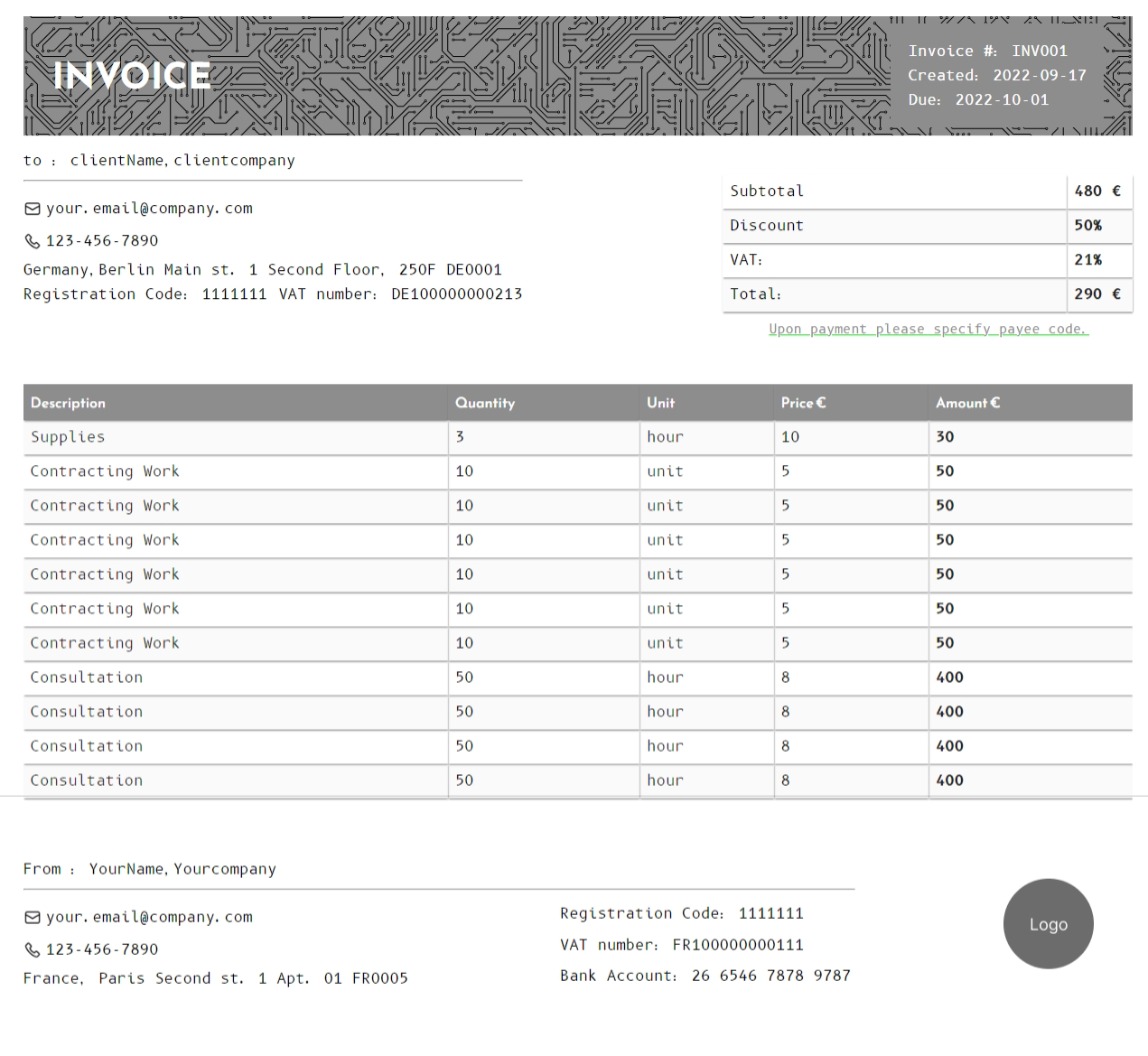 INVOICE
Invoice #: INV001
Created: 2022-09-17
Due: 2022-10-01
to : clientName, clientcompany
your.email@company.com
123-456-7890
Germany, Berlin Main st. 1 Second Floor, 250F DE0001
Registration Code: 1111111 VAT number: DE100000000213
Subtotal 480 €
Discount 50%
VAT: 21%
Total: 290 €
Upon payment please specify payee code.
Description Quantity Unit Price € Amount €
Supplies 3 hour 10 30
Contracting Work 10 unit 5 50
Contracting Work 10 unit 5 50
Contracting Work 10 unit 5 50
Contracting Work 10 unit 5 50
Contracting Work 10 unit 5 50
Contracting Work 10 unit 5 50
Consultation 50 hour 8 400
Consultation 50 hour 8 400
Consultation 50 hour 8 400
Consultation 50 hour 8 400
From : YourName, Yourcompany
your.email@company.com
123-456-7890
France, Paris Second st. 1 Apt. 01 FR0005
Registration Code: 1111111
VAT number: FR100000000111
Bank Account: 26 6546 7878 9787
Logo